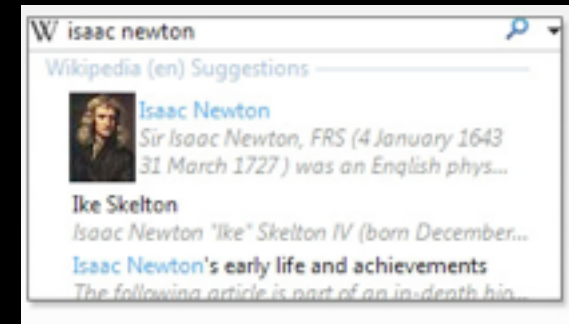 W isaac newton
Wikipedia (en) Suggestions
Isaac Newton
Sir Isaac Newton, FRS (4 January 1643
31 March 1727 ) was an English phys...
Ike Skelton
Isaac Newton "Ike" Skelton IV (born December...
Isaac Newton's early life and achievements
The following article is part of an in-depth bio...